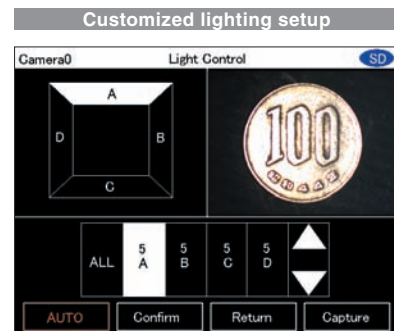 Customized lighting setup
Camera0 Light Control SD
A
D B
C
100
ALL 5 A 5 B 5 C 5 D
AUTO Confirm Return Capture